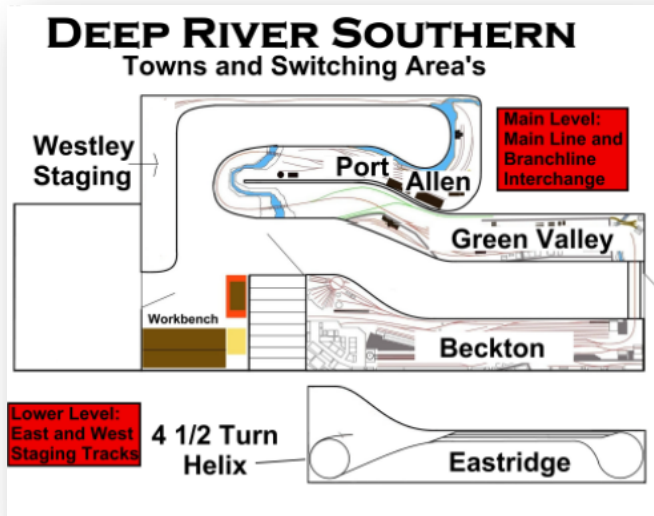 DEEP RIVER SOUTHERN
Towns and Switching Area's
Westley
Staging
Port
Allen
Main Level:
Main Line and
Branchline
Interchange
Green Valley
Workbench
Beckton
Lower Level:
East and West
Staging Tracks
4 1/2 Turn
Helix
Eastridge